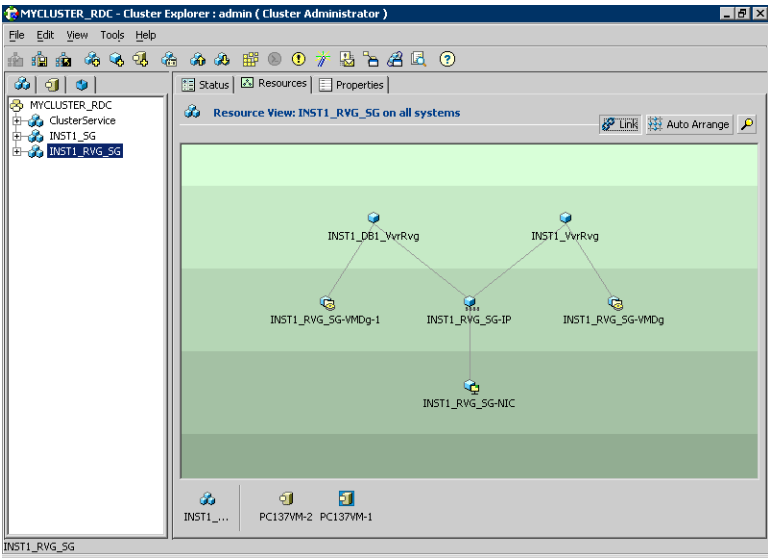 MYCLUSTER_RDC - Cluster Explorer : admin ( Cluster Administrator )
File Edit View Tools Help
Status Resources Properties
MYCLUSTER_RDC
ClusterService
INST1_SG
INST1_RVG_SG
Resource View: INST1_RVG_SG on all systems
Link Auto Arrange
INST1_DB1_VvrRvg INST1_VvrRvg
INST1_RVG_SG-VMDg-1 INST1_RVG_SG-IP INST1_RVG_SG-VMDg
INST1_RVG_SG-NIC
INST1_... PC137VM-2 PC137VM-1
INST1_RVG_SG